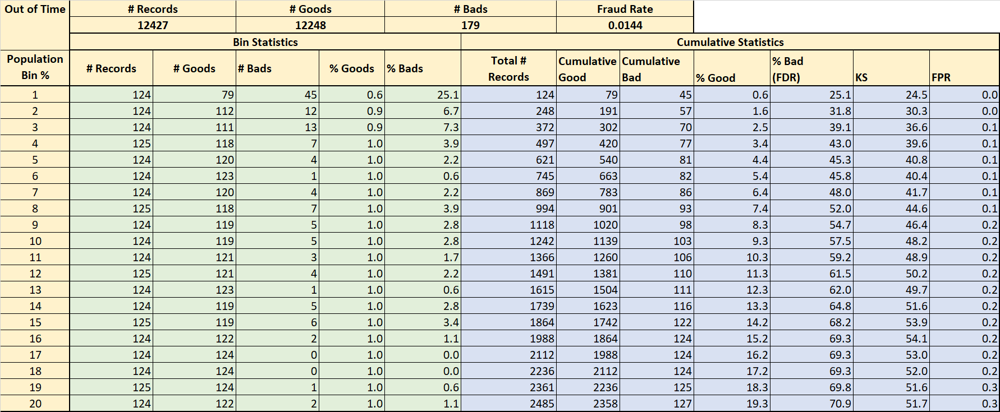 Out of Time # Records # Goods # Bads Fraud Rate
12427 12248 179 0.0144
Bin Statistics Cumulative Statistics
Population Bin % # Records # Goods # Bads % Goods % Bads Total # Records Cumulative Good Cumulative Bad % Good % Bad (FDR) KS FPR
1 124 79 45 0.6 25.1 124 79 45 0.6 25.1 24.5 0.0
2 124 112 12 0.9 6.7 248 191 57 1.6 31.8 30.3 0.0
3 124 111 13 0.9 7.3 372 302 70 2.5 39.1 36.6 0.1
4 125 118 7 1.0 3.9 497 420 77 3.4 43.0 39.6 0.1
5 124 120 4 1.0 2.2 621 540 81 4.4 45.3 40.8 0.1
6 124 123 1 1.0 0.6 745 663 82 5.4 45.8 40.4 0.1
7 124 120 4 1.0 2.2 869 783 86 6.4 48.0 41.7 0.1
8 125 118 7 1.0 3.9 994 901 93 7.4 52.0 44.6 0.1
9 124 119 5 1.0 2.8 1118 1020 98 8.3 54.7 46.4 0.2
10 124 119 5 1.0 2.8 1242 1139 103 9.3 57.5 48.2 0.2
11 124 121 3 1.0 1.7 1366 1260 106 10.3 59.2 48.9 0.2
12 125 121 4 1.0 2.2 1491 1381 110 11.3 61.5 50.2 0.2
13 124 123 1 1.0 0.6 1615 1504 111 12.3 62.0 49.7 0.2
14 124 119 5 1.0 2.8 1739 1623 116 13.3 64.8 51.6 0.2
15 125 119 6 1.0 3.4 1864 1742 122 14.2 68.2 53.9 0.2
16 124 122 2 1.0 1.1 1988 1864 124 15.2 69.3 54.1 0.2
17 124 124 0 1.0 0.0 2112 1988 124 16.2 69.3 53.0 0.2
18 124 124 0 1.0 0.0 2236 2112 124 17.2 69.3 52.0 0.2
19 125 124 1 1.0 0.6 2361 2236 125 18.3 69.8 51.6 0.3
20 124 122 2 1.0 1.1 2485 2358 127 19.3 70.9 51.7 0.3